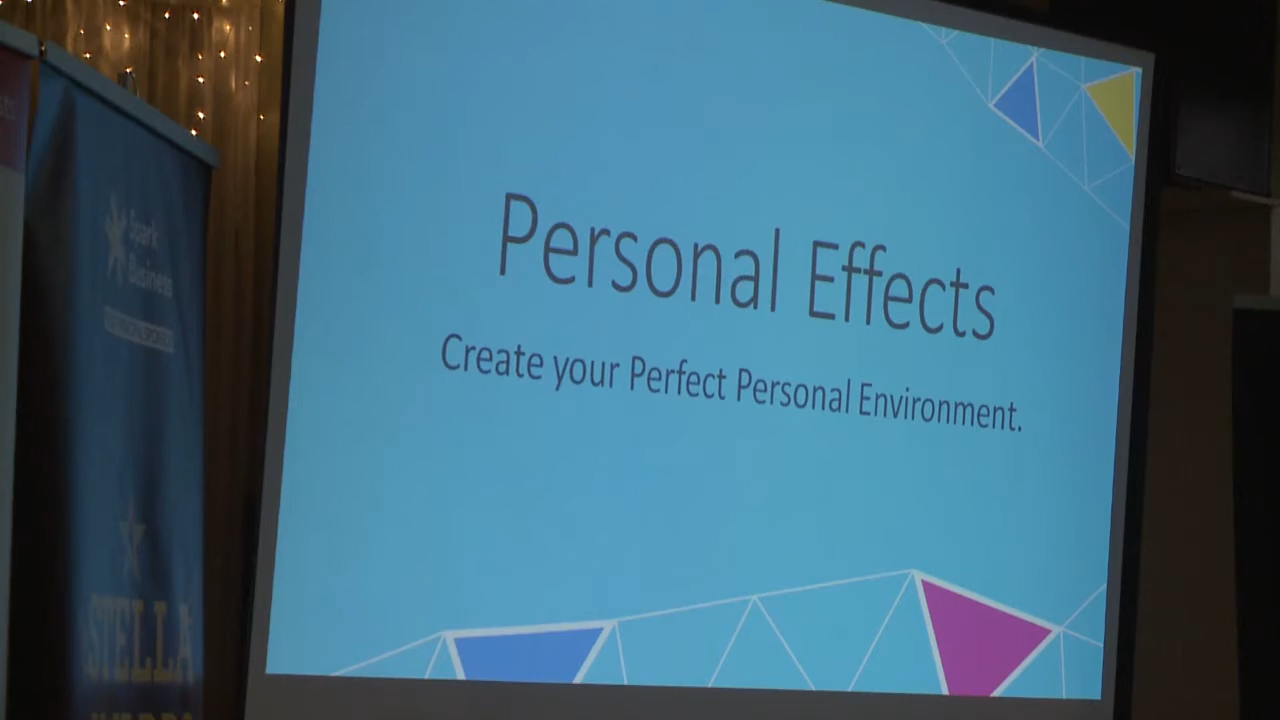 Spark
Business
STELLA
Personal Effects
Create your Perfect Personal Environment.